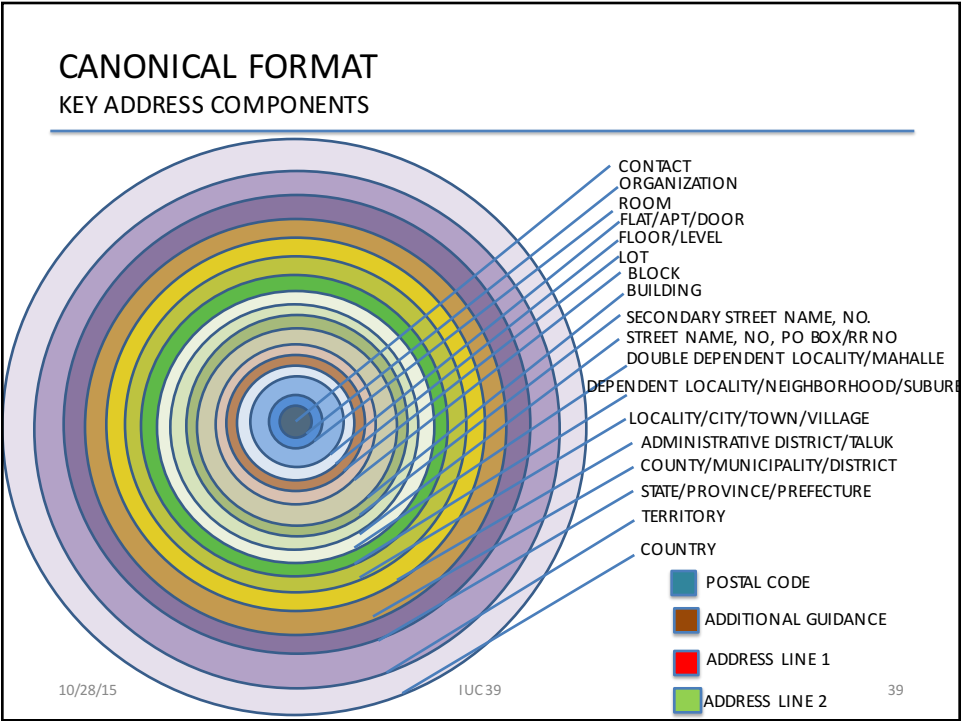 CANONICAL FORMAT
KEY ADDRESS COMPONENTS
CONTACT
ORGANIZATION
ROOM
FLAT/APT/DOOR
FLOOR/LEVEL
LOT
BLOCK
BUILDING
SECONDARY STREET NAME, NO.
STREET NAME, NO, PO BOX/RR NO
DOUBLE DEPENDENT LOCALITY/MAHALLE
DEPENDENT LOCALITY/NEIGHBORHOOD/SUBURB
LOCALITY/CITY/TOWN/VILLAGE
ADMINISTRATIVE DISTRICT/TALUK
COUNTY/MUNICIPALITY/DISTRICT
STATE/PROVINCE/PREFECTURE
TERRITORY
COUNTRY
POSTAL CODE
ADDITIONAL GUIDANCE
ADDRESS LINE 1
ADDRESS LINE 2
10/28/15
IUC39
39